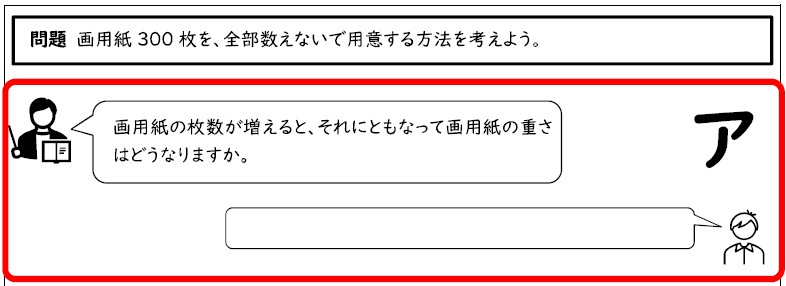 問題 画用紙300枚を、全部数えないで用意する方法を考えよう。
画用紙の枚数が増えると、それにともなって画用紙の重さ
はどうなりますか。
ア